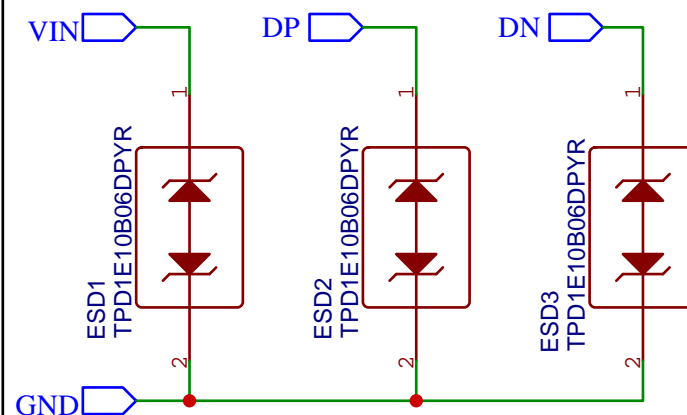 VIN
DP
DN
1
1
1
ESD1
TPD1E10B06DPYR
ESD2
TPD1E10B06DPYR
ESD3
TPD1E10B06DPYR
2
2
2
GND